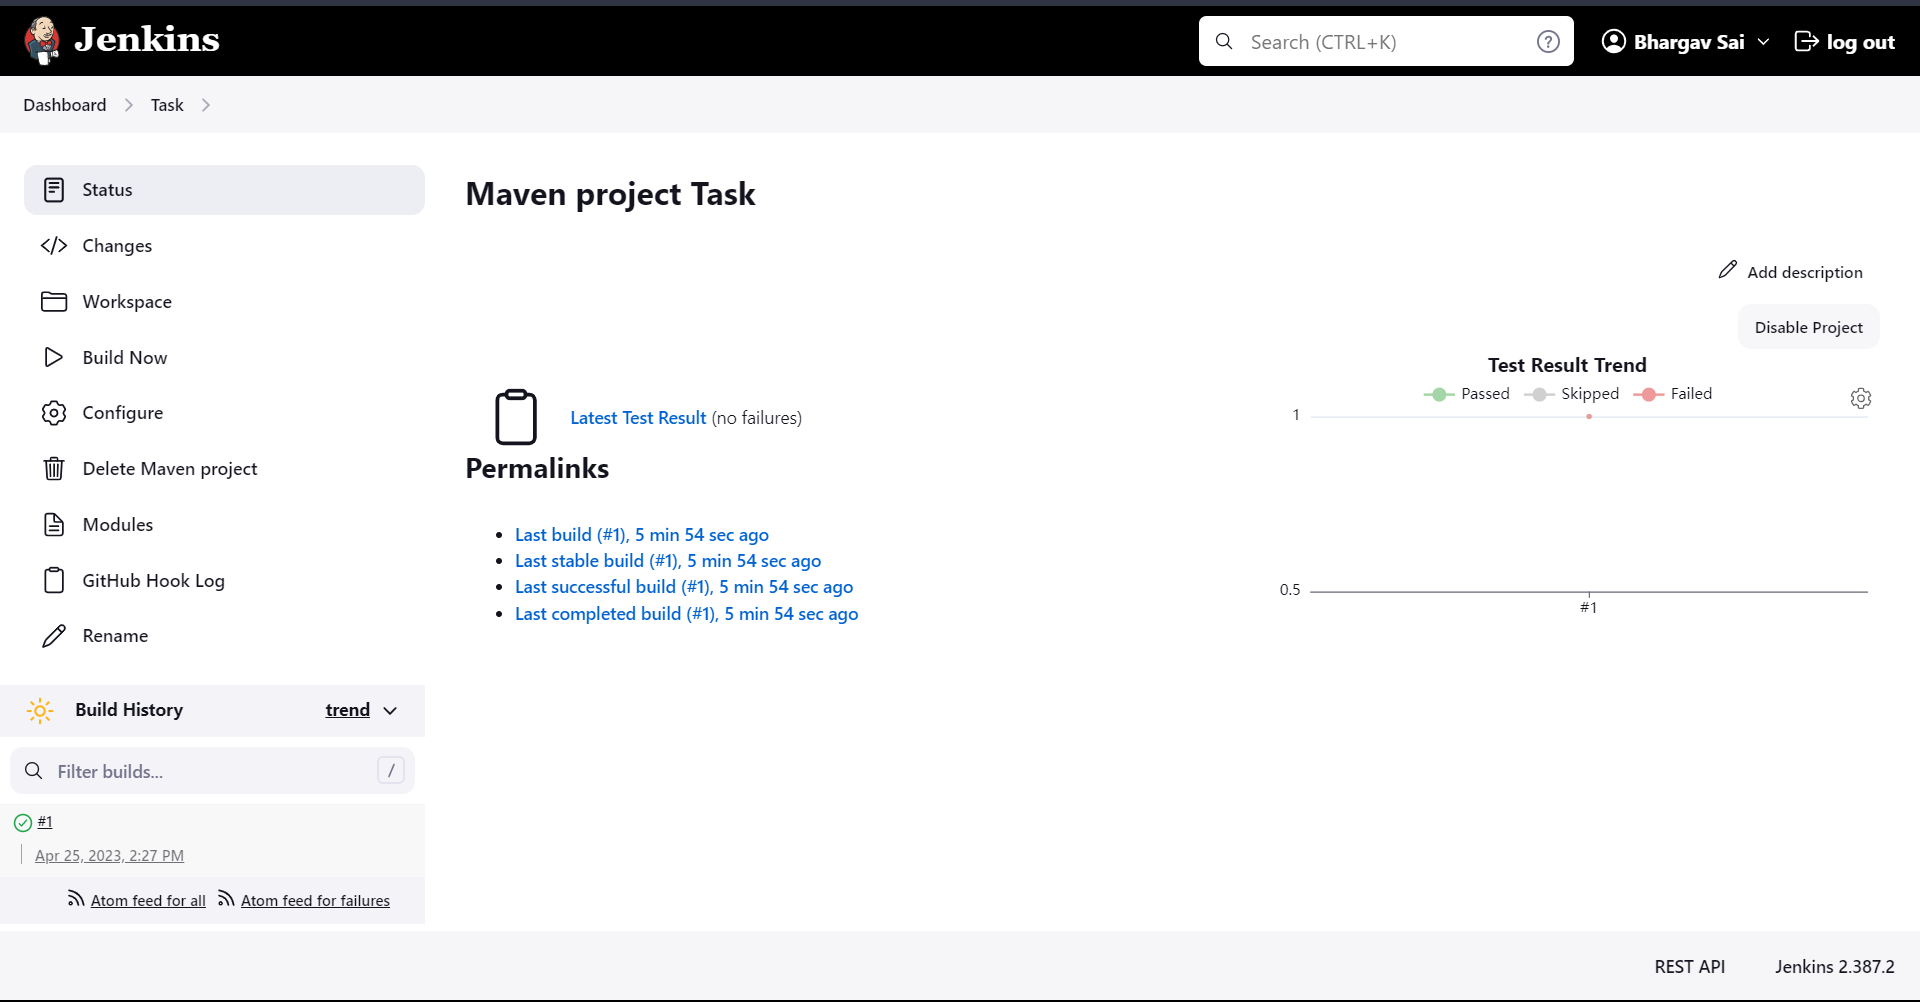 Jenkins
Search (CTRL+K)
?
Bhargav Sai
log out
Dashboard
Task
Status
Changes
Workspace
Build Now
Configure
Delete Maven project
Modules
GitHub Hook Log
Rename
Build History
trend
Filter builds...
/
#1
Apr 25, 2023, 2:27 PM
Atom feed for all
Atom feed for failures
Maven project Task
Add description
Disable Project
Latest Test Result (no failures)
Permalinks
Last build (#1), 5 min 54 sec ago
Last stable build (#1), 5 min 54 sec ago
Last successful build (#1), 5 min 54 sec ago
Last completed build (#1), 5 min 54 sec ago
Test Result Trend
Passed
Skipped
Failed
1
0.5
#1
REST API
Jenkins 2.387.2